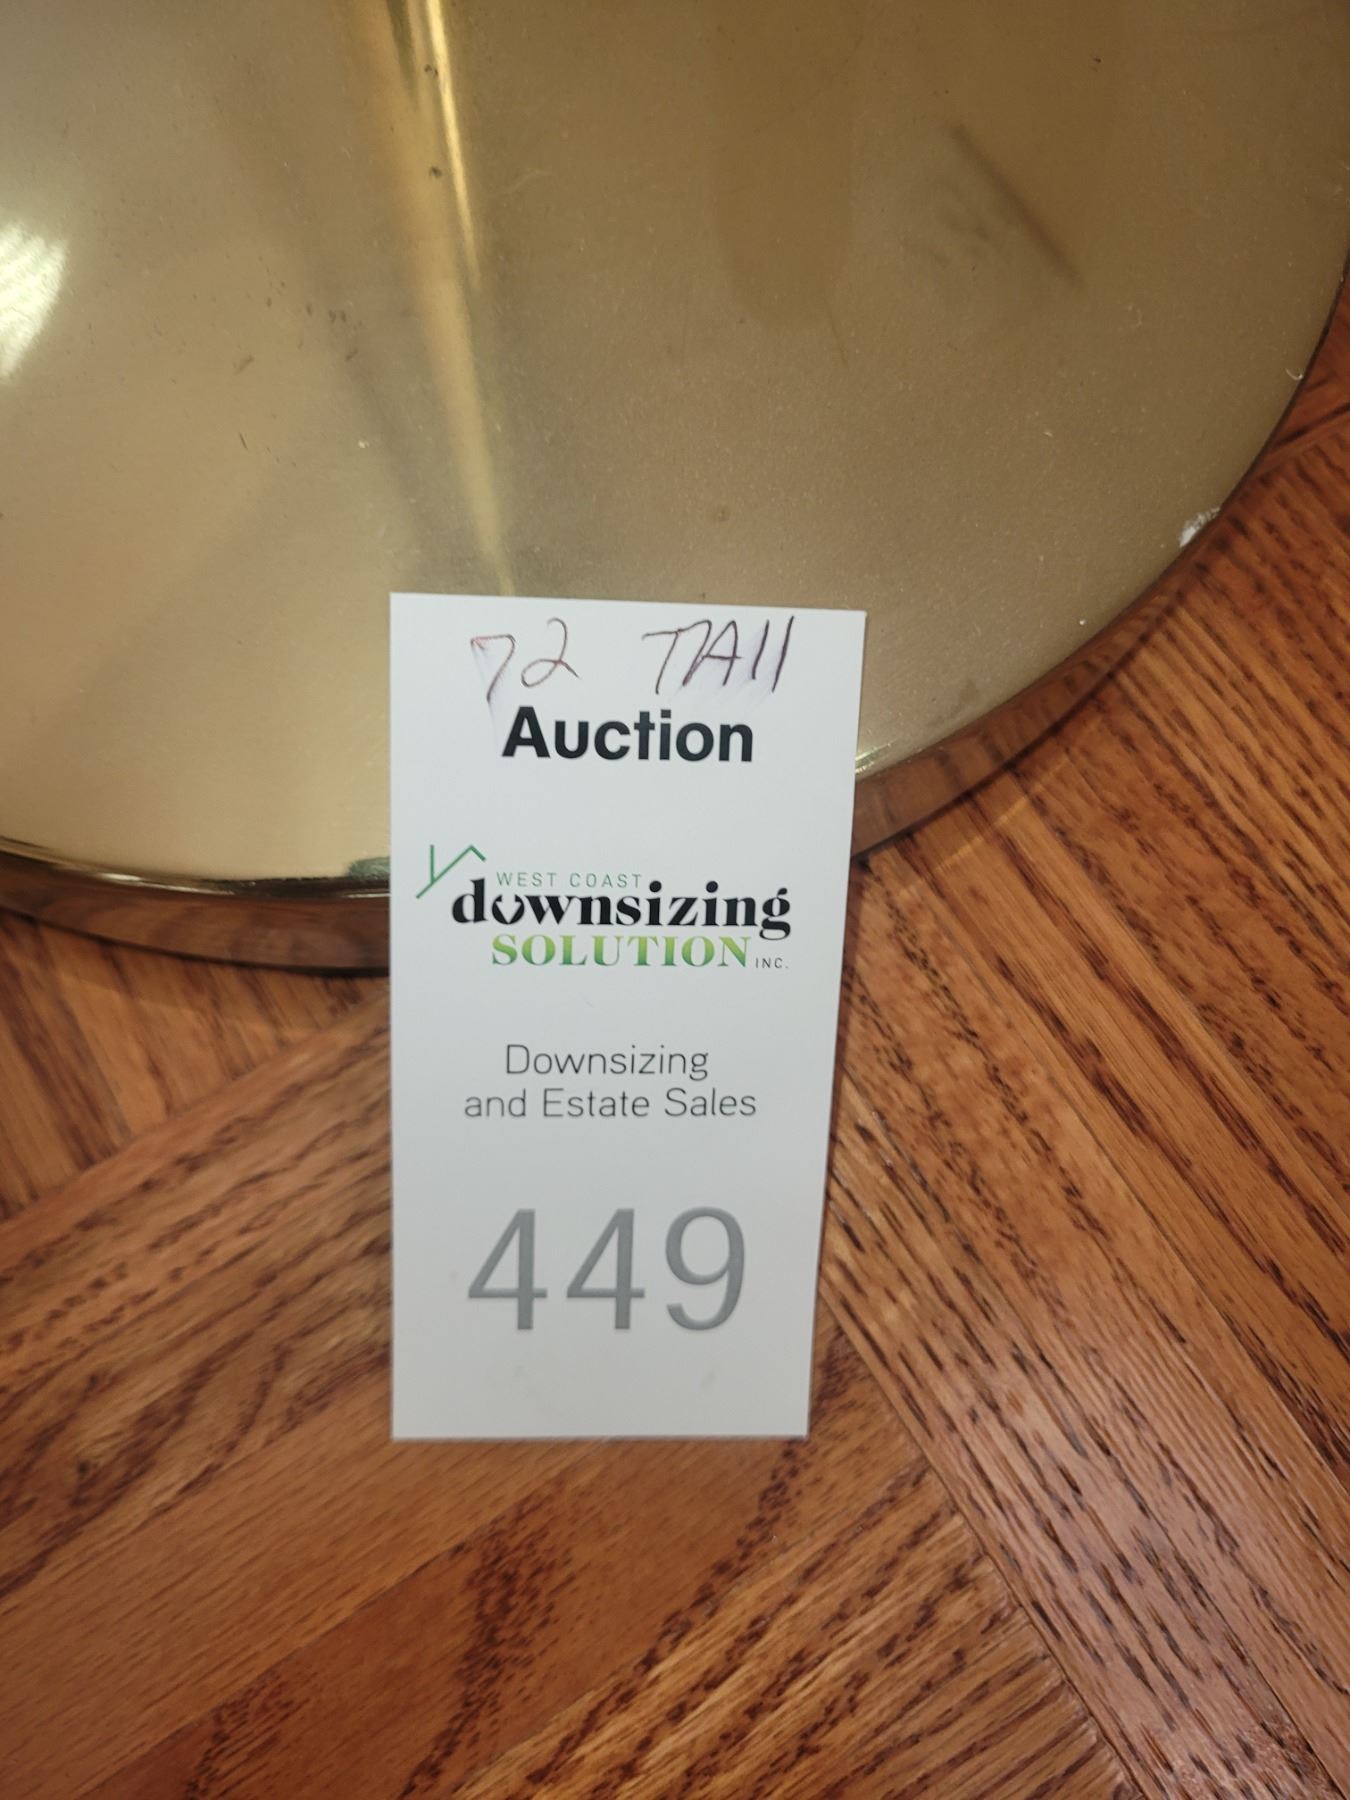 72 TAll
Auction
WEST COAST
downsizing
SOLUTION INC.
Downsizing
and Estate Sales
449